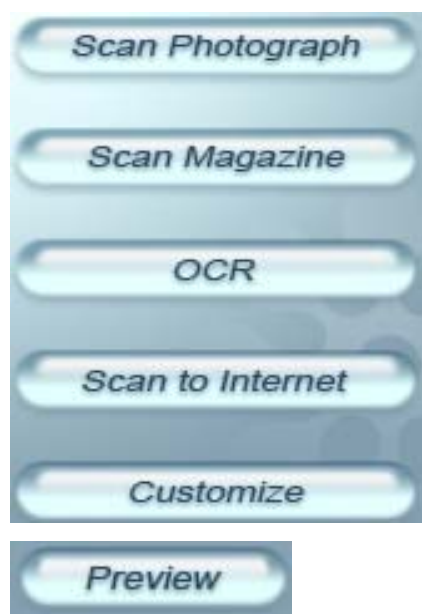 Scan Photograph
Scan Magazine
OCR
Scan to Internet
Customize
Preview